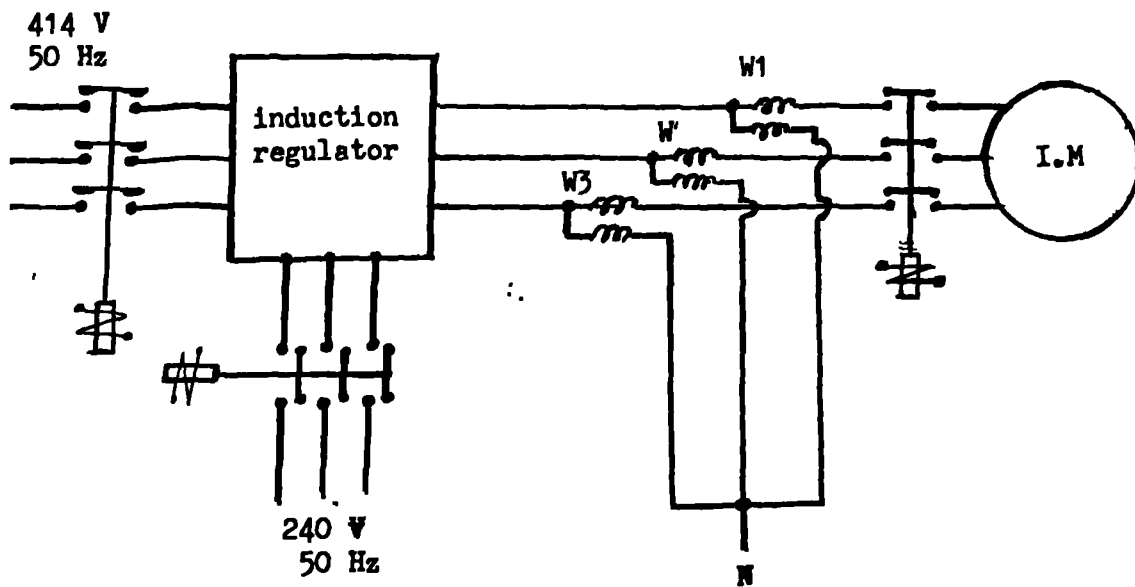 414 V
50 Hz
induction
regulator
W1
W'
W3
I.M
240 V
50 Hz
N